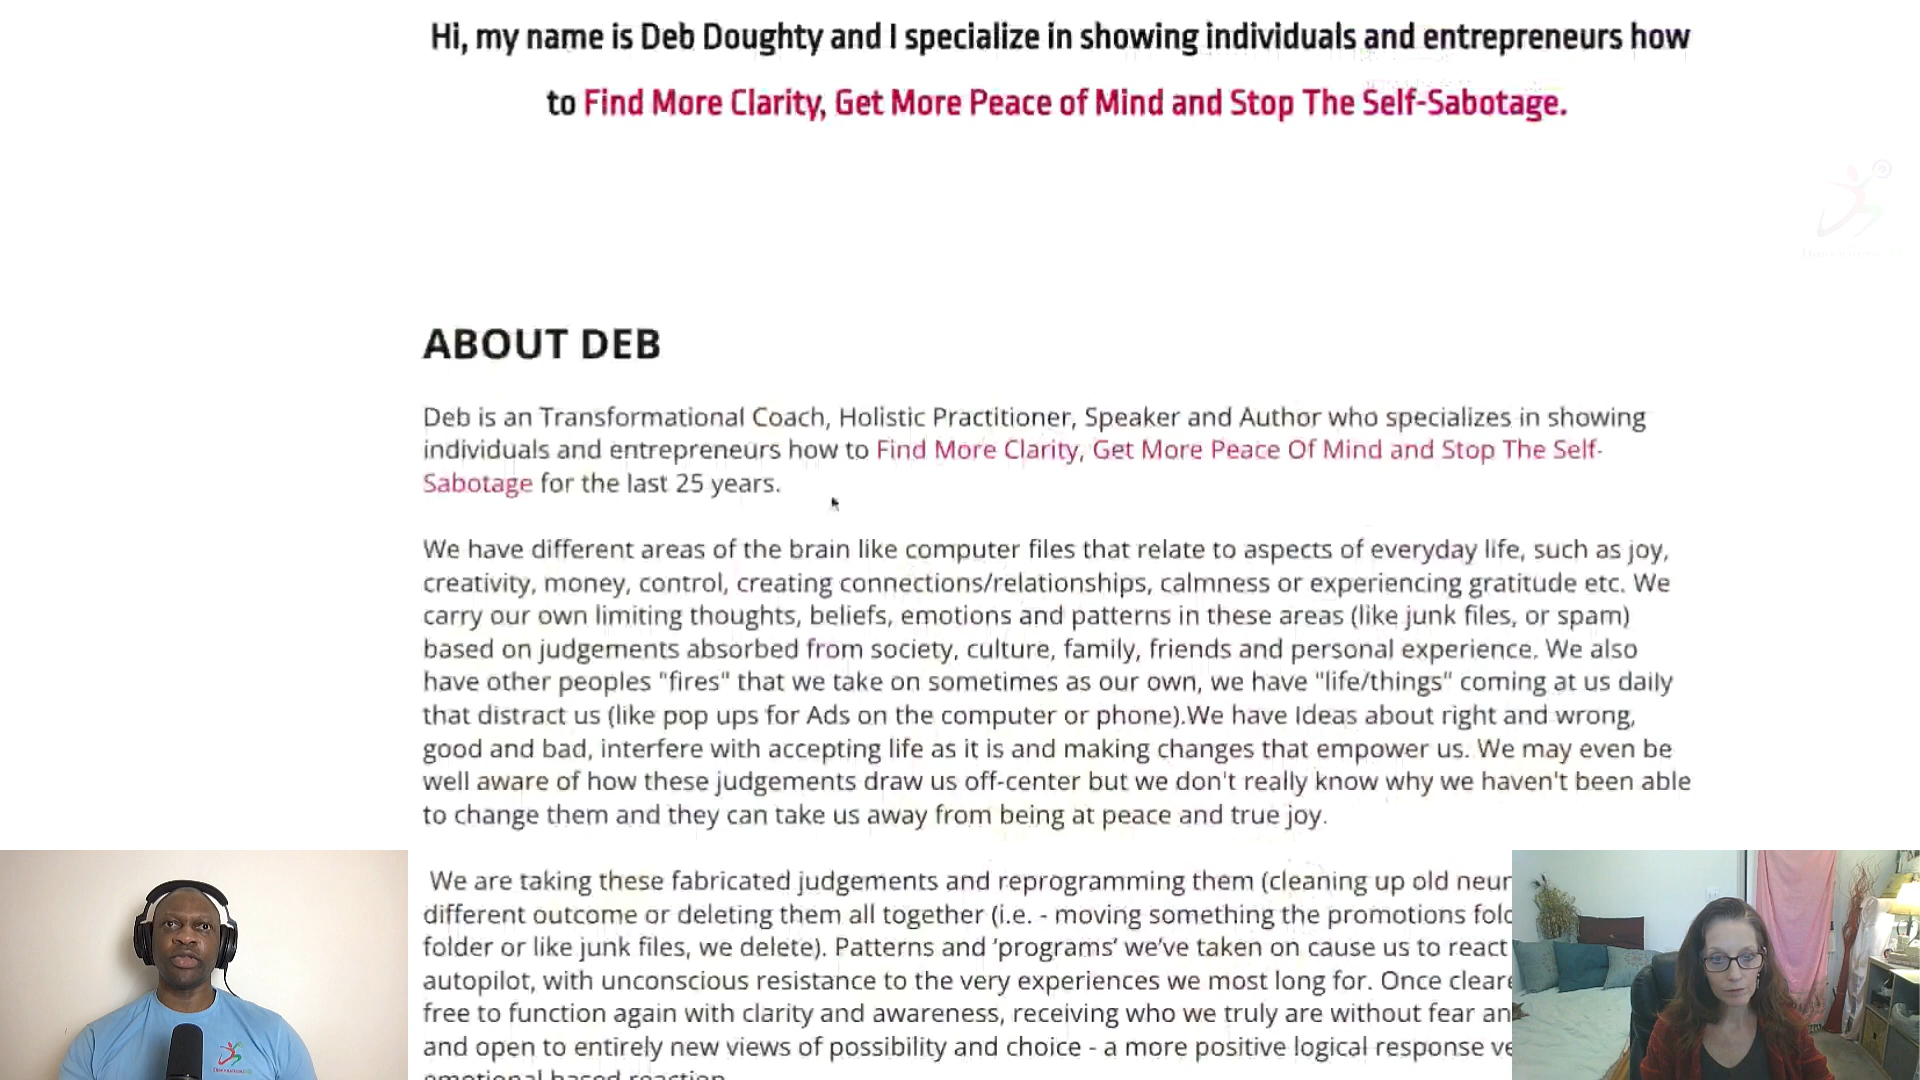 Hi, my name is Deb Doughty and I specialize in showing individuals and entrepreneurs how
to Find More Clarity, Get More Peace of Mind and Stop The Self-Sabotage.
ABOUT DEB
Deb is an Transformational Coach, Holistic Practitioner, Speaker and Author who specializes in showing
individuals and entrepreneurs how to Find More Clarity, Get More Peace Of Mind and Stop The Self-
Sabotage for the last 25 years.
We have different areas of the brain like computer files that relate to aspects of everyday life, such as joy,
creativity, money, control, creating connections/relationships, calmness or experiencing gratitude etc. We
carry our own limiting thoughts, beliefs, emotions and patterns in these areas (like junk files, or spam)
based on judgements absorbed from society, culture, family, friends and personal experience. We also
have other peoples "fires" that we take on sometimes as our own, we have "life/things" coming at us daily
that distract us (like pop ups for Ads on the computer or phone).We have Ideas about right and wrong,
good and bad, interfere with accepting life as it is and making changes that empower us. We may even be
well aware of how these judgements draw us off-center but we don't really know why we haven't been able
to change them and they can take us away from being at peace and true joy.
We are taking these fabricated judgements and reprogramming them (cleaning up old neur
different outcome or deleting them all together (i.e. - moving something the promotions fold
folder or like junk files, we delete). Patterns and ‘programs’ we’ve taken on cause us to react
autopilot, with unconscious resistance to the very experiences we most long for. Once cleare
free to function again with clarity and awareness, receiving who we truly are without fear an
and open to entirely new views of possibility and choice - a more positive logical response ve
emotional based reaction